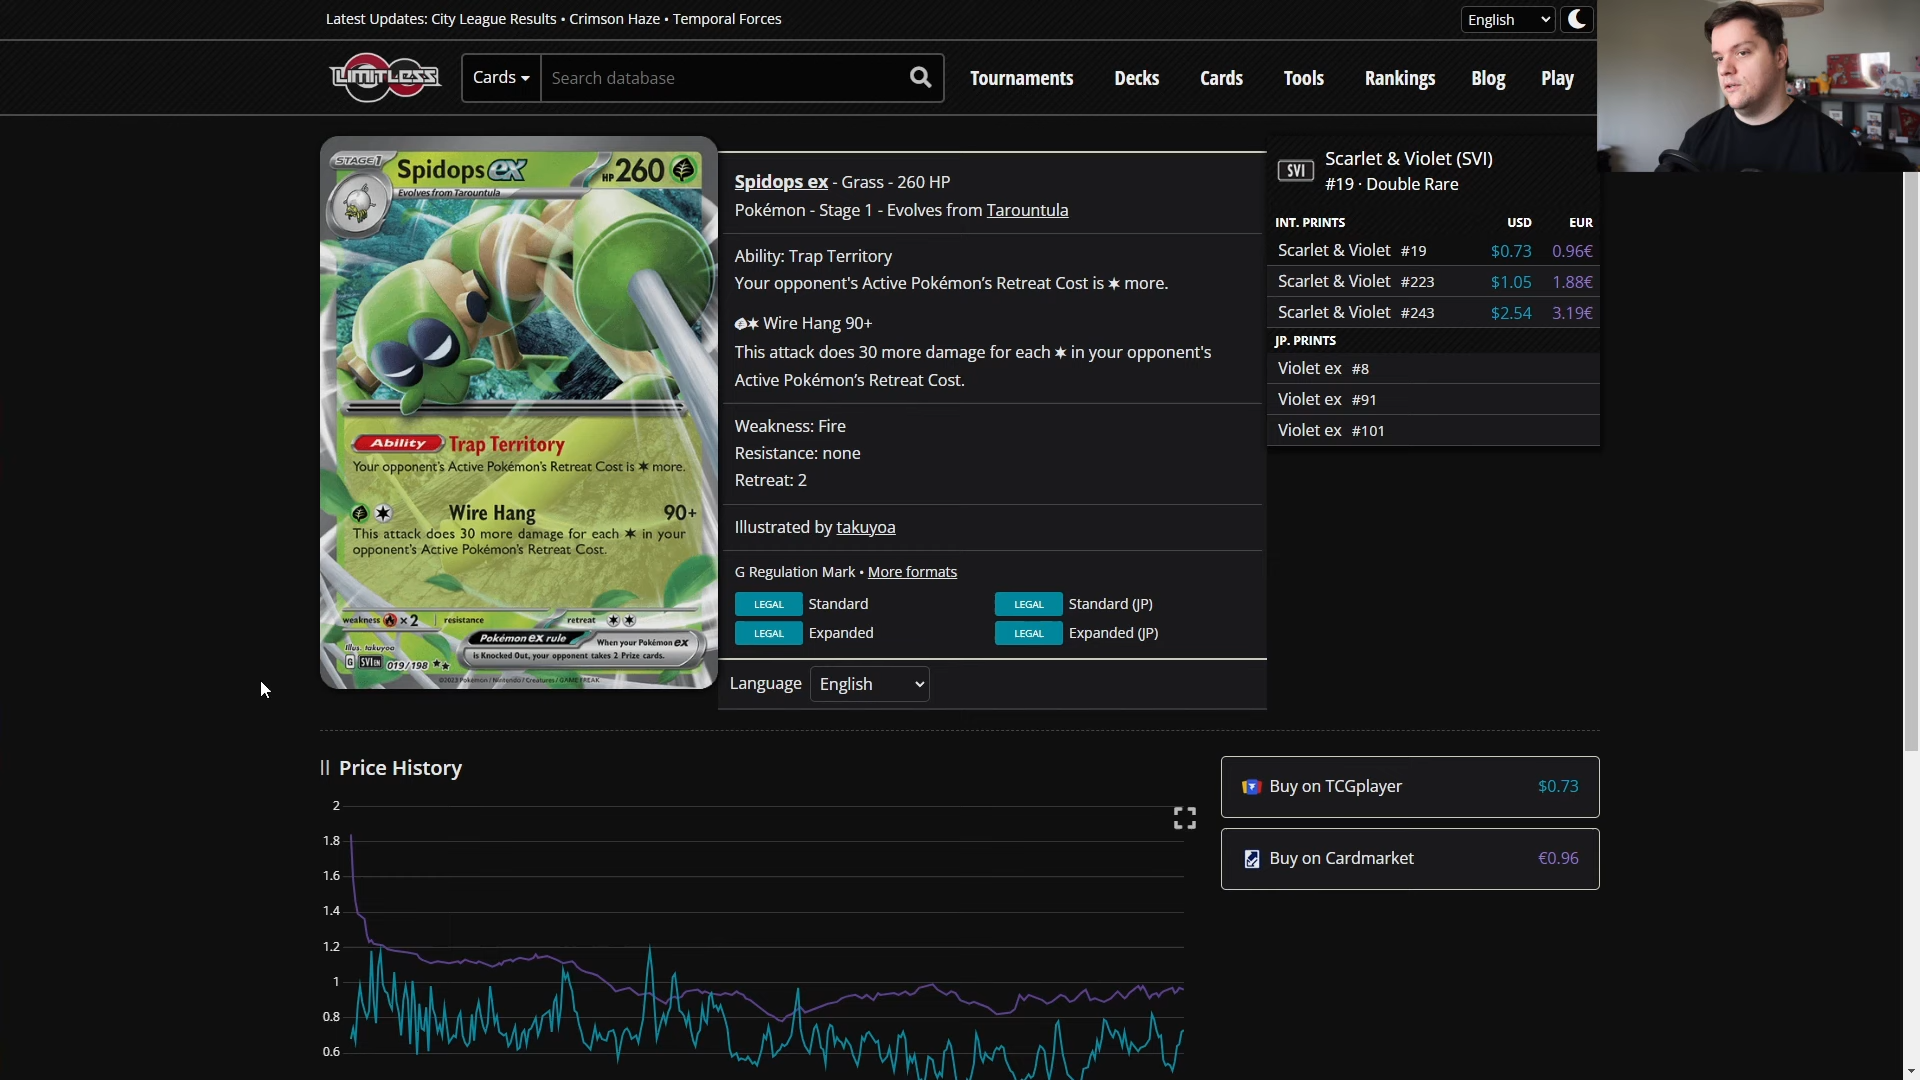 Latest Updates: City League Results • Crimson Haze • Temporal Forces
English
LIMITLESS
Cards
Search database
Tournaments
Decks
Cards
Tools
Rankings
Blog
Play
STAGE 1
Spidops ex
HP 260
Evolves from Tarountula
Ability Trap Territory
Your opponent's Active Pokémon's Retreat Cost is more.
Wire Hang 90+
This attack does 30 more damage for each in your
opponent's Active Pokémon's Retreat Cost.
weakness ×2 resistance retreat
Pokémon ex rule When your Pokémon ex
is Knocked Out, your opponent takes 2 Prize cards.
Illus. takuyoa
G SVI EN 019/198
©2023 Pokémon / Nintendo / Creatures / GAME FREAK
Spidops ex - Grass - 260 HP
Pokémon - Stage 1 - Evolves from Tarountula
Ability: Trap Territory
Your opponent's Active Pokémon’s Retreat Cost is more.
Wire Hang 90+
This attack does 30 more damage for each in your opponent's
Active Pokémon’s Retreat Cost.
Weakness: Fire
Resistance: none
Retreat: 2
Illustrated by takuyoa
G Regulation Mark • More formats
LEGAL Standard
LEGAL Standard (JP)
LEGAL Expanded
LEGAL Expanded (JP)
Language English
SVI
Scarlet & Violet (SVI)
#19 · Double Rare
INT. PRINTS USD EUR
Scarlet & Violet #19 $0.73 0.96€
Scarlet & Violet #223 $1.05 1.88€
Scarlet & Violet #243 $2.54 3.19€
JP. PRINTS
Violet ex #8
Violet ex #91
Violet ex #101
Price History
2
1.8
1.6
1.4
1.2
1
0.8
0.6
Buy on TCGplayer $0.73
Buy on Cardmarket €0.96